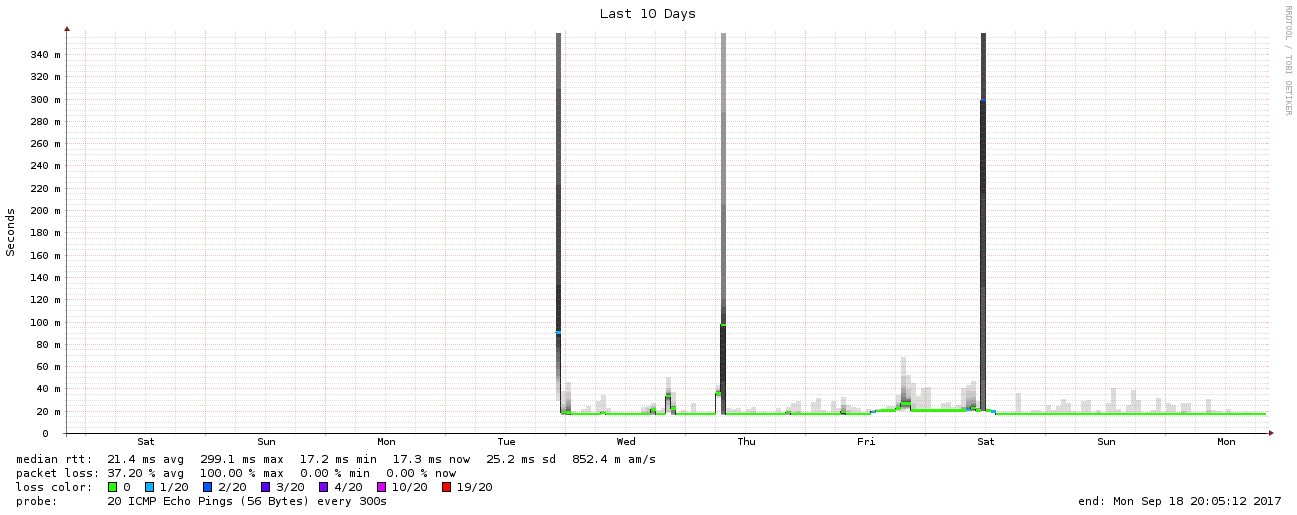 Last 10 Days
RRDTOOL / TOBI OETIKER
Seconds
340 m
320 m
300 m
280 m
260 m
240 m
220 m
200 m
180 m
160 m
140 m
120 m
100 m
80 m
60 m
40 m
20 m
0
Sat Sun Mon Tue Wed Thu Fri Sat Sun Mon
median rtt: 21.4 ms avg 299.1 ms max 17.2 ms min 17.3 ms now 25.2 ms sd 852.4 m am/s
packet loss: 37.20 % avg 100.00 % max 0.00 % min 0.00 % now
loss color: 0 1/20 2/20 3/20 4/20 10/20 19/20
probe: 20 ICMP Echo Pings (56 Bytes) every 300s end: Mon Sep 18 20:05:12 2017